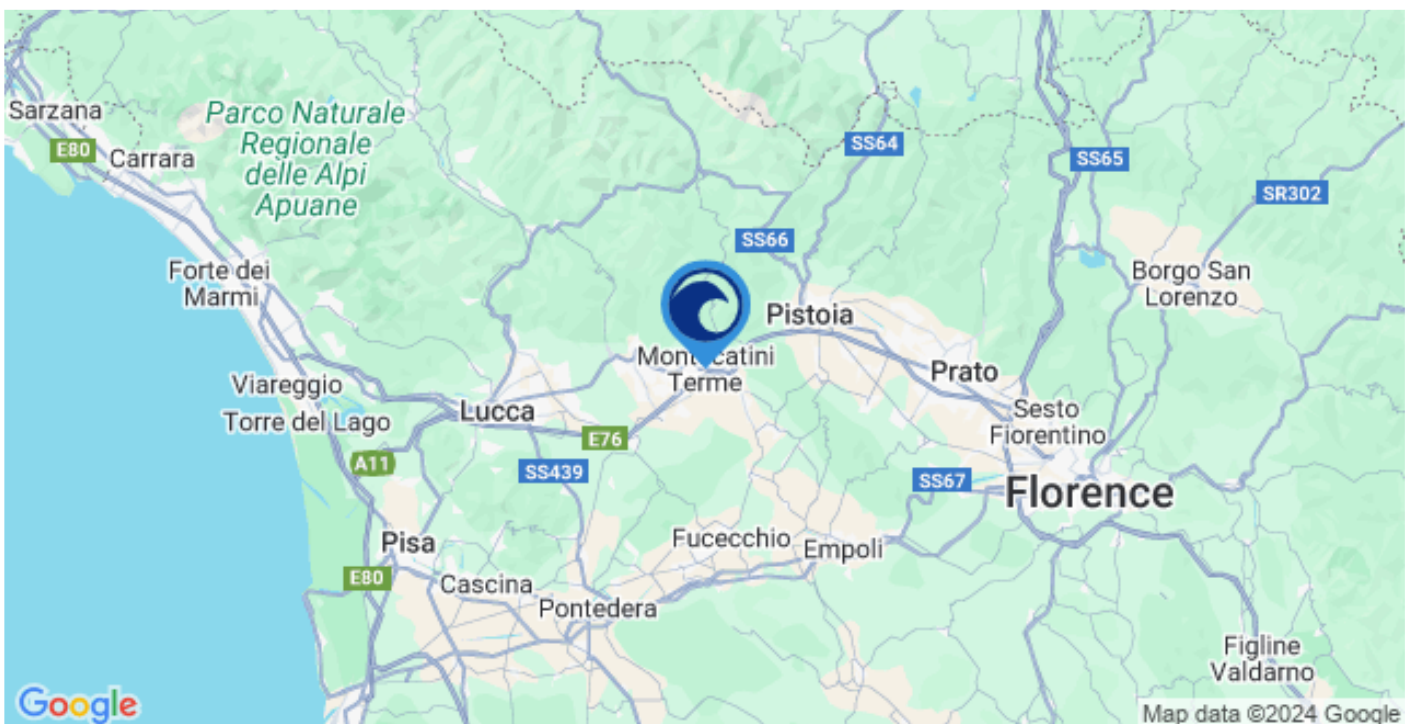 Sarzana
E80
Carrara
Parco Naturale
Regionale
delle Alpi
Apuane
SS64
SS65
SR302
SS66
Forte dei
Marmi
Borgo San
Lorenzo
Pistoia
Montecatini
Terme
Prato
Viareggio
Torre del Lago
Lucca
Sesto
Fiorentino
E76
A11
SS439
SS67
Florence
Pisa
Fucecchio
Empoli
E80
Cascina
Pontedera
Figline
Valdarno
Google
Map data ©2024 Google